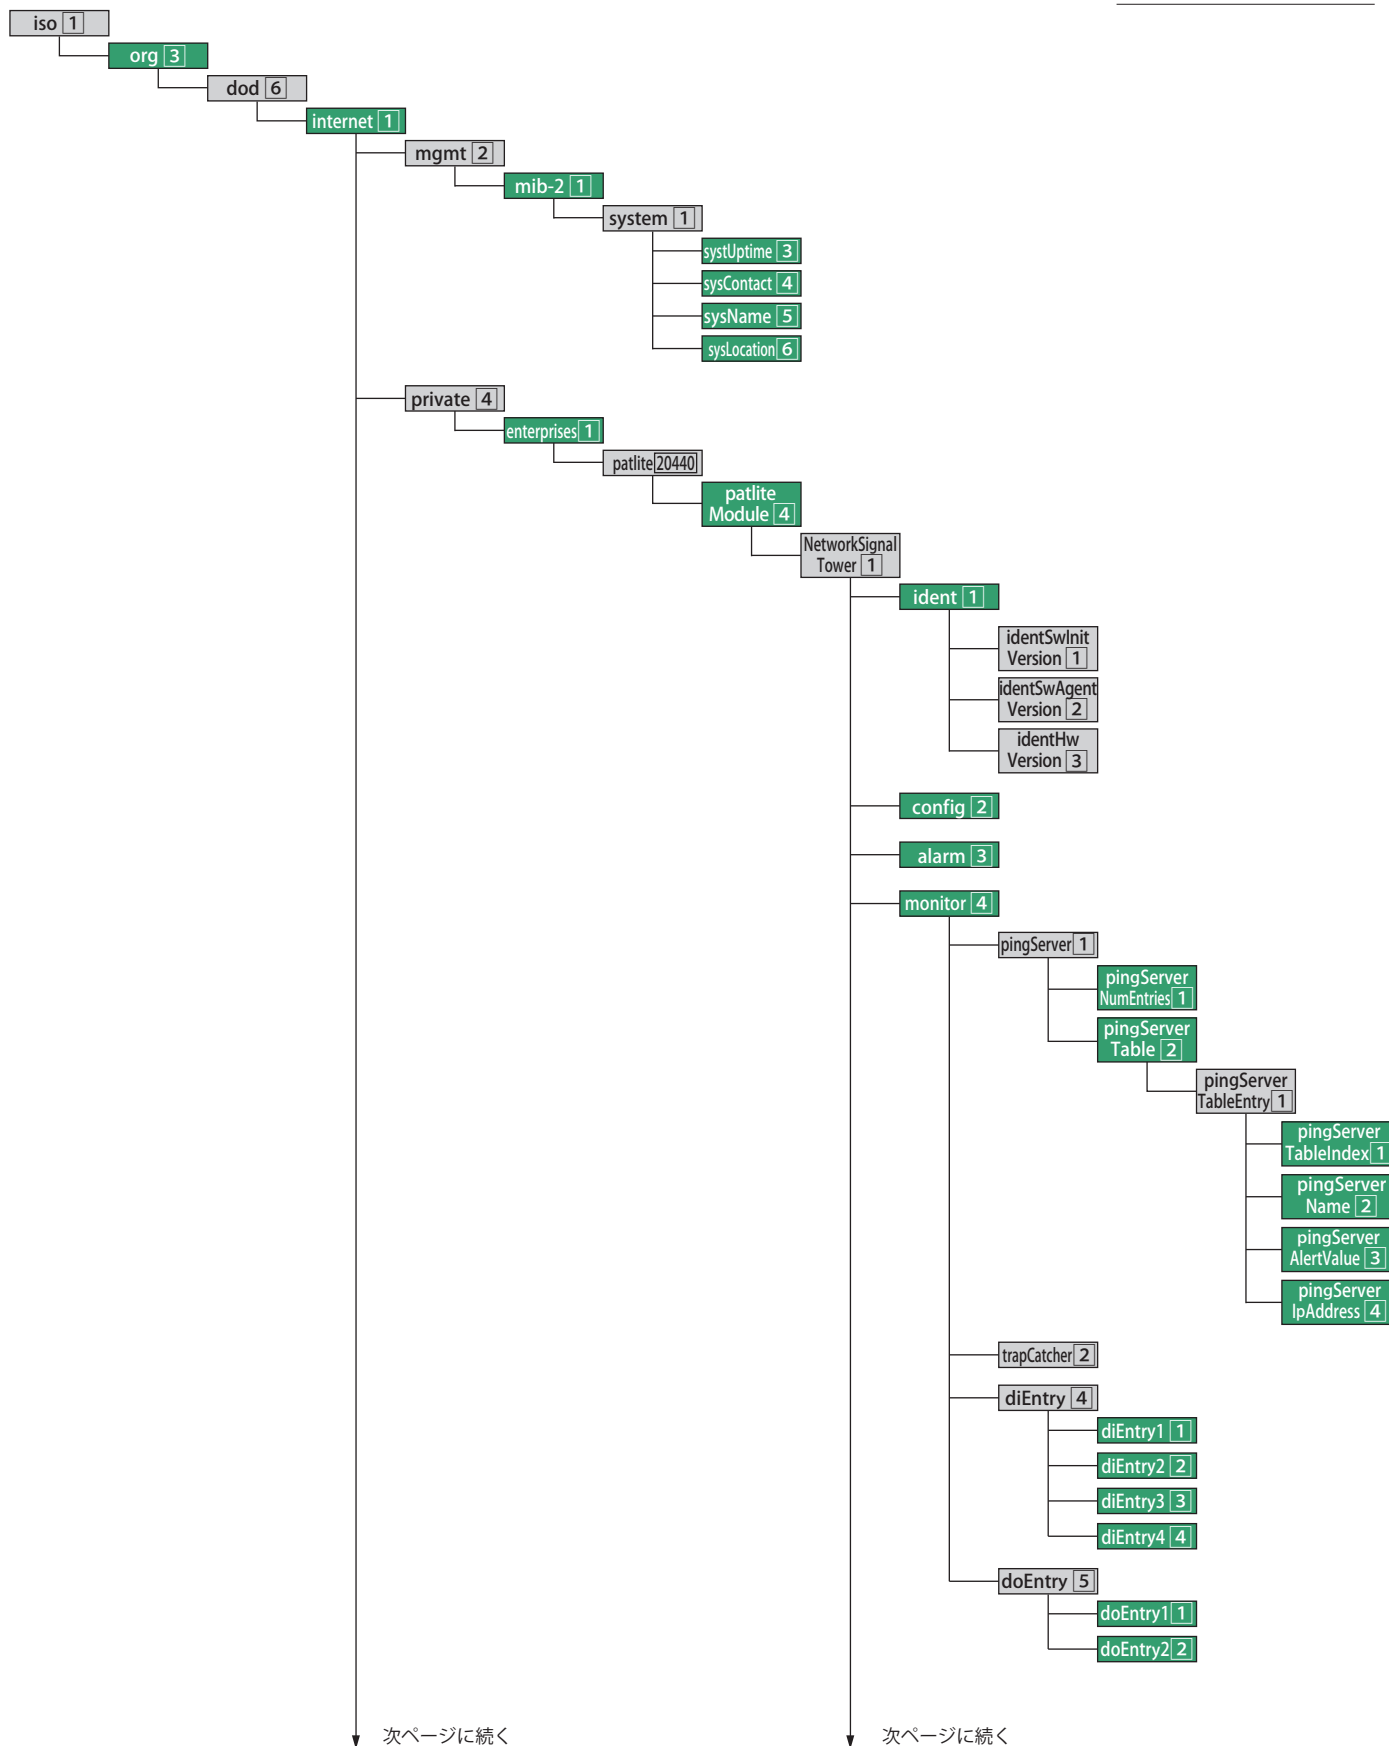 iso 1
org 3
dod 6
internet 1
mgmt 2
mib-2 1
system 1
systUptime 3
sysContact 4
sysName 5
sysLocation 6
private 4
enterprises 1
patlite 20440
patlite
Module 4
NetworkSignal
Tower 1
ident 1
identSwInit
Version 1
identSwAgent
Version 2
identHw
Version 3
config 2
alarm 3
monitor 4
pingServer 1
pingServer
NumEntries 1
pingServer
Table 2
pingServer
TableEntry 1
pingServer
TableIndex 1
pingServer
Name 2
pingServer
AlertValue 3
pingServer
IpAddress 4
trapCatcher 2
diEntry 4
diEntry1 1
diEntry2 2
diEntry3 3
diEntry4 4
doEntry 5
doEntry1 1
doEntry2 2
次ページに続く
次ページに続く